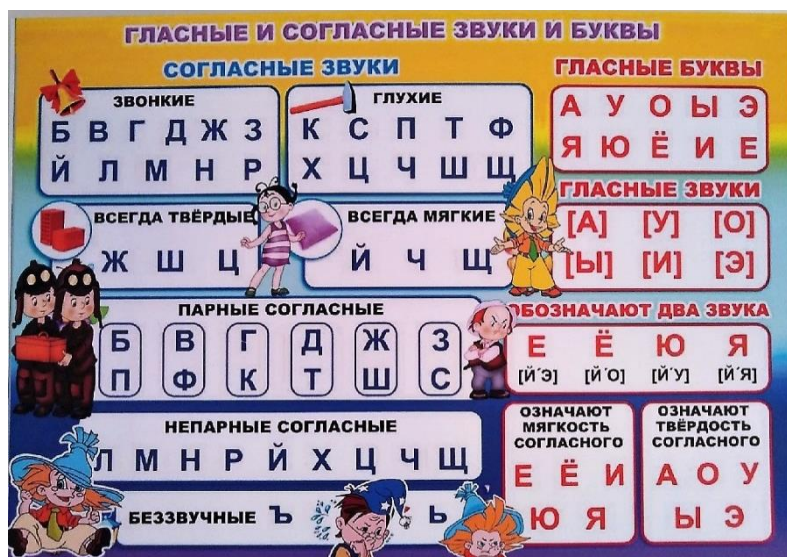 ГЛАСНЫЕ И СОГЛАСНЫЕ ЗВУКИ И БУКВЫ
СОГЛАСНЫЕ ЗВУКИ
ЗВОНКИЕ
Б В Г Д Ж З
Й Л М Н Р
ГЛУХИЕ
К С П Т Ф
Х Ц Ч Ш Щ
ВСЕГДА ТВЁРДЫЕ
Ж Ш Ц
ВСЕГДА МЯГКИЕ
Й Ч Щ
ПАРНЫЕ СОГЛАСНЫЕ
Б В Г Д Ж З
П Ф К Т Ш С
НЕПАРНЫЕ СОГЛАСНЫЕ
Л М Н Р Й Х Ц Ч Щ
БЕЗЗВУЧНЫЕ Ъ Ь
ГЛАСНЫЕ БУКВЫ
А У О Ы Э
Я Ю Ё И Е
ГЛАСНЫЕ ЗВУКИ
[А] [У] [О]
[Ы] [И] [Э]
ОБОЗНАЧАЮТ ДВА ЗВУКА
Е Ё Ю Я
[Й´Э] [Й´О] [Й´У] [Й´Я]
ОЗНАЧАЮТ
МЯГКОСТЬ
СОГЛАСНОГО
Е Ё И
Ю Я
ОЗНАЧАЮТ
ТВЁРДОСТЬ
СОГЛАСНОГО
А О У
Ы Э